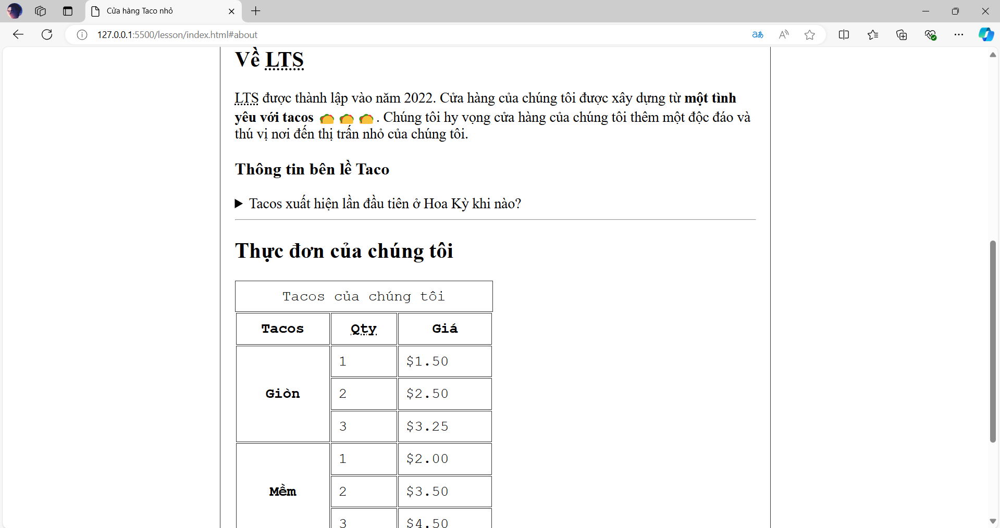 Cửa hàng Taco nhỏ
127.0.0.1:5500/lesson/index.html#about
Về LTS
LTS được thành lập vào năm 2022. Cửa hàng của chúng tôi được xây dựng từ một tình
yêu với tacos 🌮 🌮 🌮 . Chúng tôi hy vọng cửa hàng của chúng tôi thêm một độc đáo và
thú vị nơi đến thị trấn nhỏ của chúng tôi.
Thông tin bên lề Taco
Tacos xuất hiện lần đầu tiên ở Hoa Kỳ khi nào?
Thực đơn của chúng tôi
Tacos của chúng tôi
Tacos Qty Giá
Giòn
1 $1.50
2 $2.50
3 $3.25
Mềm
1 $2.00
2 $3.50
3 $4.50